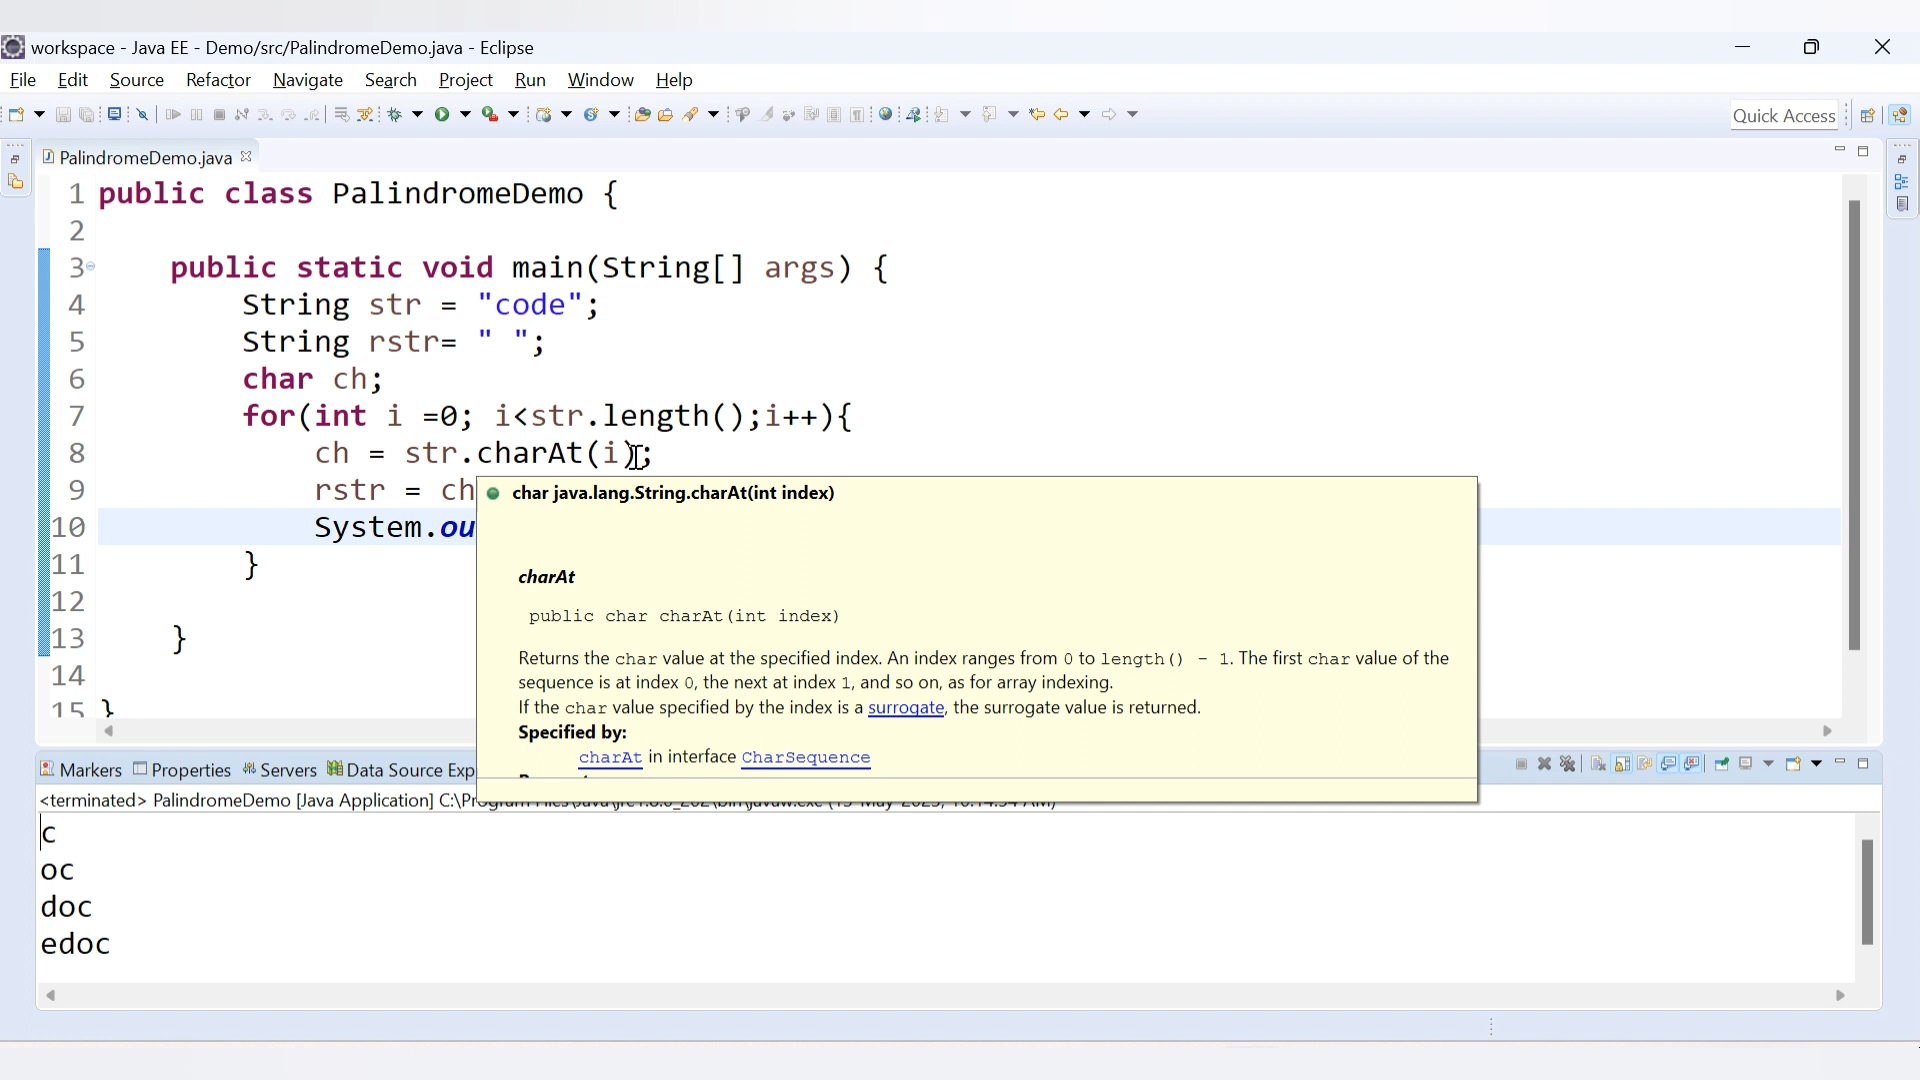 workspace - Java EE - Demo/src/PalindromeDemo.java - Eclipse
File Edit Source Refactor Navigate Search Project Run Window Help
Quick Access
PalindromeDemo.java
1 public class PalindromeDemo {
2
3 public static void main(String[] args) {
4 String str = "code";
5 String rstr= " ";
6 char ch;
7 for(int i =0; i<str.length();i++){
8 ch = str.charAt(i);
9 rstr = ch
10 System.ou
11 }
12
13 }
14
15 }
char java.lang.String.charAt(int index)
charAt
public char charAt(int index)
Returns the char value at the specified index. An index ranges from 0 to length() - 1. The first char value of the
sequence is at index 0, the next at index 1, and so on, as for array indexing.
If the char value specified by the index is a surrogate, the surrogate value is returned.
Specified by:
charAt in interface CharSequence
Markers Properties Servers Data Source Exp
<terminated> PalindromeDemo [Java Application] C:\Pr
c
oc
doc
edoc